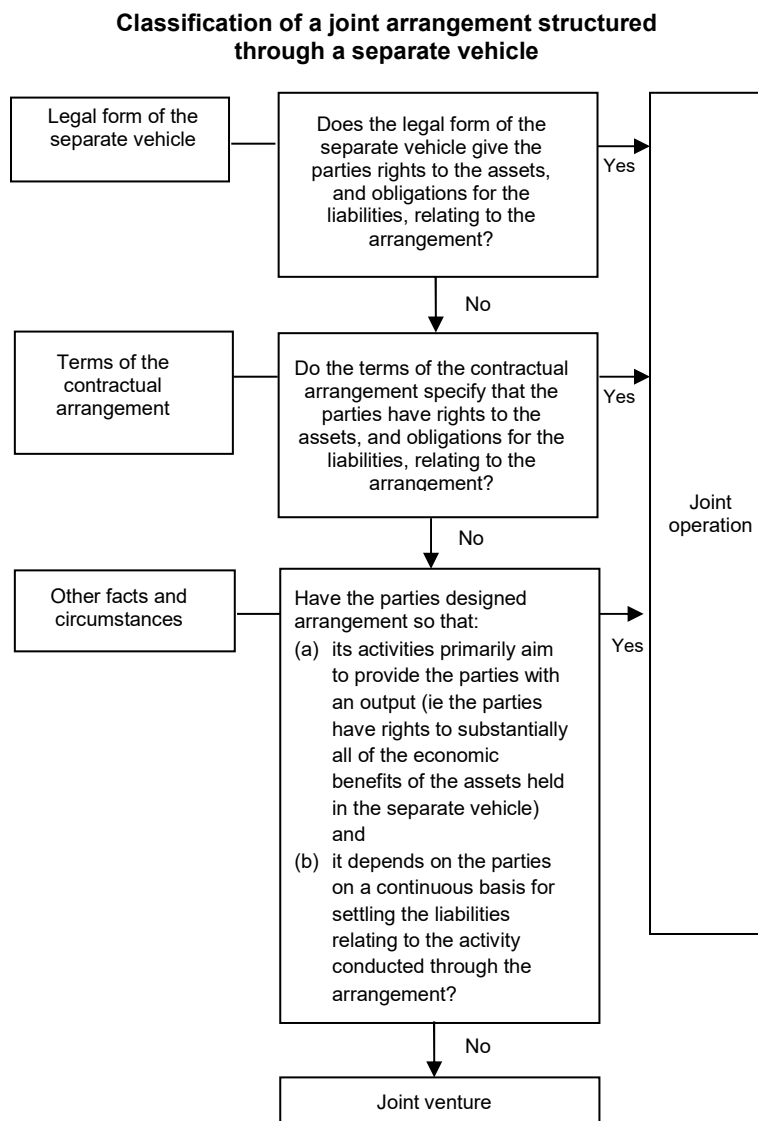 Classification of a joint arrangement structured
through a separate vehicle
Legal form of the
separate vehicle
Does the legal form of the
separate vehicle give the
parties rights to the assets,
and obligations for the
liabilities, relating to the
arrangement?
Yes
No
Terms of the
contractual
arrangement
Do the terms of the contractual
arrangement specify that the
parties have rights to the
assets, and obligations for the
liabilities, relating to the
arrangement?
Yes
Joint
operation
No
Other facts and
circumstances
Have the parties designed
arrangement so that:
(a) its activities primarily aim
to provide the parties with
an output (ie the parties
have rights to substantially
all of the economic
benefits of the assets held
in the separate vehicle)
and
(b) it depends on the parties
on a continuous basis for
settling the liabilities
relating to the activity
conducted through the
arrangement?
Yes
No
Joint venture